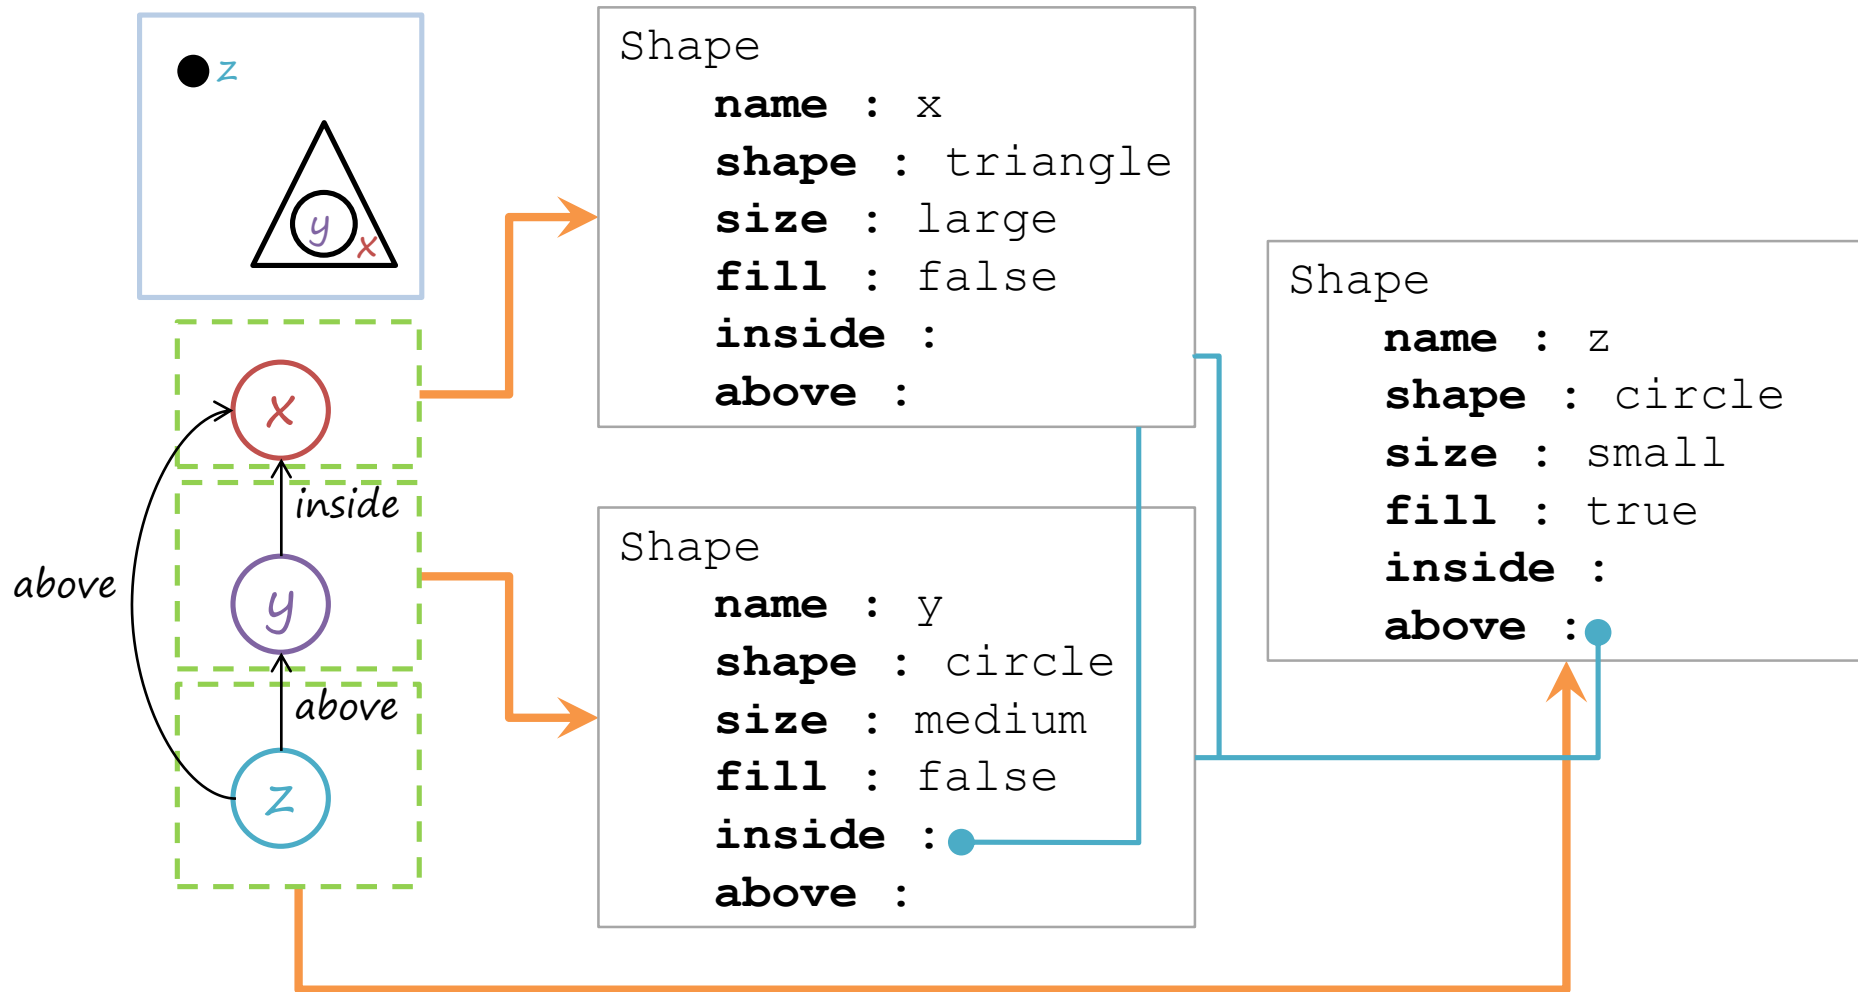 z
y
x
x
inside
above
y
above
z
Shape
name : x
shape : triangle
size : large
fill : false
inside :
above :
Shape
name : y
shape : circle
size : medium
fill : false
inside :
above :
Shape
name : z
shape : circle
size : small
fill : true
inside :
above :